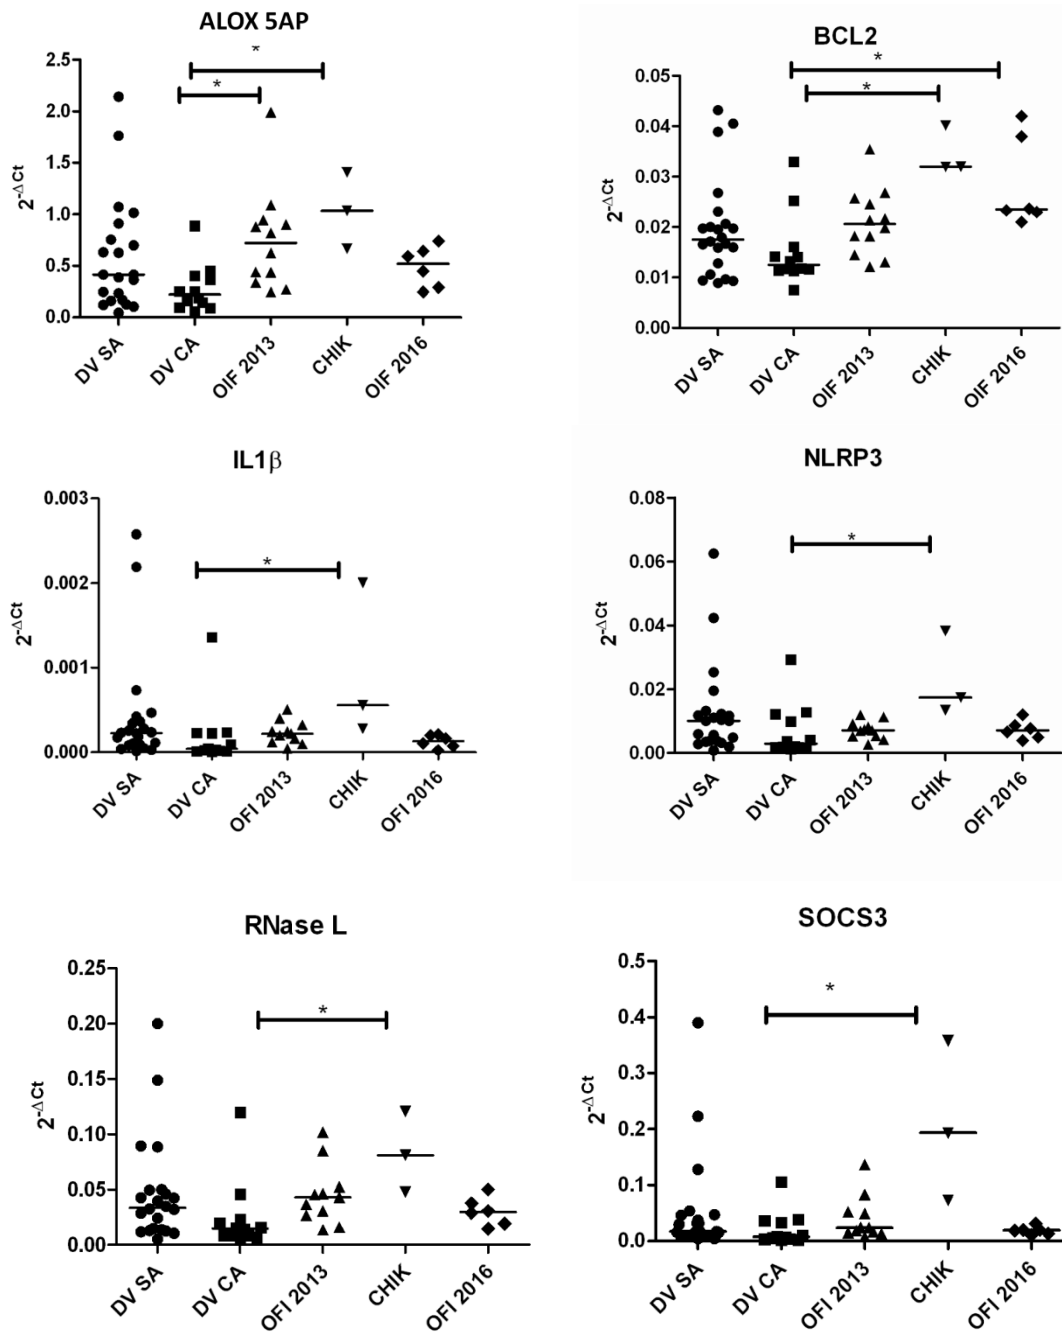 ALOX 5AP
*
*
2.5
2.0
1.5
1.0
0.5
0.0
2-ΔCt
DV SA
DV CA
OIF 2013
CHIK
OIF 2016
BCL2
*
*
0.05
0.04
0.03
0.02
0.01
0.00
2-ΔCt
DV SA
DV CA
OIF 2013
CHIK
OIF 2016
IL1β
*
0.003
0.002
0.001
0.000
2-ΔCt
DV SA
DV CA
OFI 2013
CHIK
OFI 2016
NLRP3
*
0.08
0.06
0.04
0.02
0.00
2-ΔCt
DV SA
DV CA
OFI 2013
CHIK
OFI 2016
RNase L
*
0.25
0.20
0.15
0.10
0.05
0.00
2-ΔCt
DV SA
DV CA
OFI 2013
CHIK
OFI 2016
SOCS3
*
0.5
0.4
0.3
0.2
0.1
0.0
2-ΔCt
DV SA
DV CA
OFI 2013
CHIK
OFI 2016